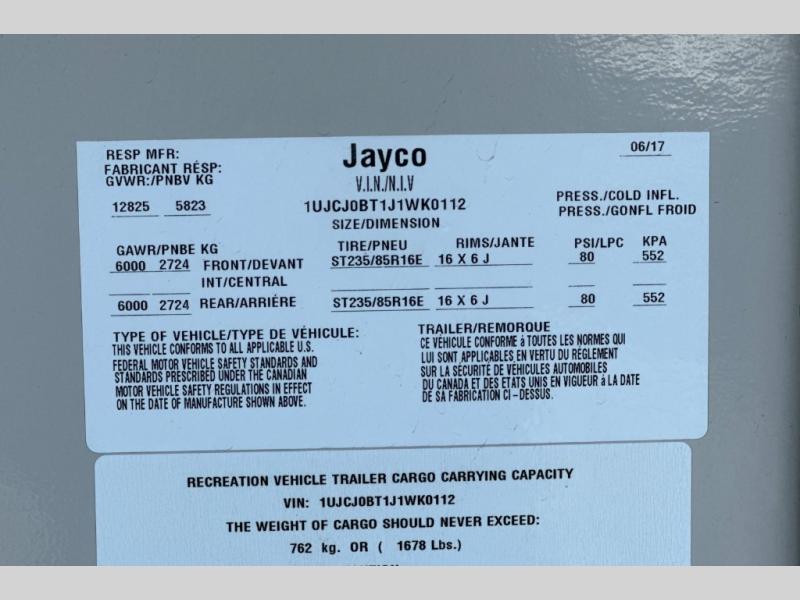 RESP MFR:
Jayco
06/17
FABRICANT RÉSP:
GVWR:/PNBV KG
V.I.N./N.I.V
12825 5823
1UJCJ0BT1J1WK0112
PRESS./COLD INFL.
PRESS./GONFL FROID
SIZE/DIMENSION
GAWR/PNBE KG TIRE/PNEU RIMS/JANTE PSI/LPC KPA
6000 2724 FRONT/DEVANT ST235/85R16E 16 X 6 J 80 552
INT/CENTRAL
6000 2724 REAR/ARRIÉRE ST235/85R16E 16 X 6 J 80 552
TYPE OF VEHICLE/TYPE DE VÉHICULE:
THIS VEHICLE CONFORMS TO ALL APPLICABLE U.S.
FEDERAL MOTOR VEHICLE SAFETY STANDARDS AND
STANDARDS PRESCRIBED UNDER THE CANADIAN
MOTOR VEHICLE SAFETY REGULATIONS IN EFFECT
ON THE DATE OF MANUFACTURE SHOWN ABOVE.
TRAILER/REMORQUE
CE VÉHICULE CONFORME à TOUTES LES NORMES QUI
LUI SONT APPLICABLES EN VERTU DU RÉGLEMENT
SUR LA SÉCURITÉ DE VÉHICULES AUTOMOBILES
DU CANADA ET DES ETATS UNIS EN VIGUEUR à LA DATE
DE SA FABRICATION CI-DESSUS.
RECREATION VEHICLE TRAILER CARGO CARRYING CAPACITY
VIN: 1UJCJ0BT1J1WK0112
THE WEIGHT OF CARGO SHOULD NEVER EXCEED:
762 kg. OR ( 1678 Lbs.)